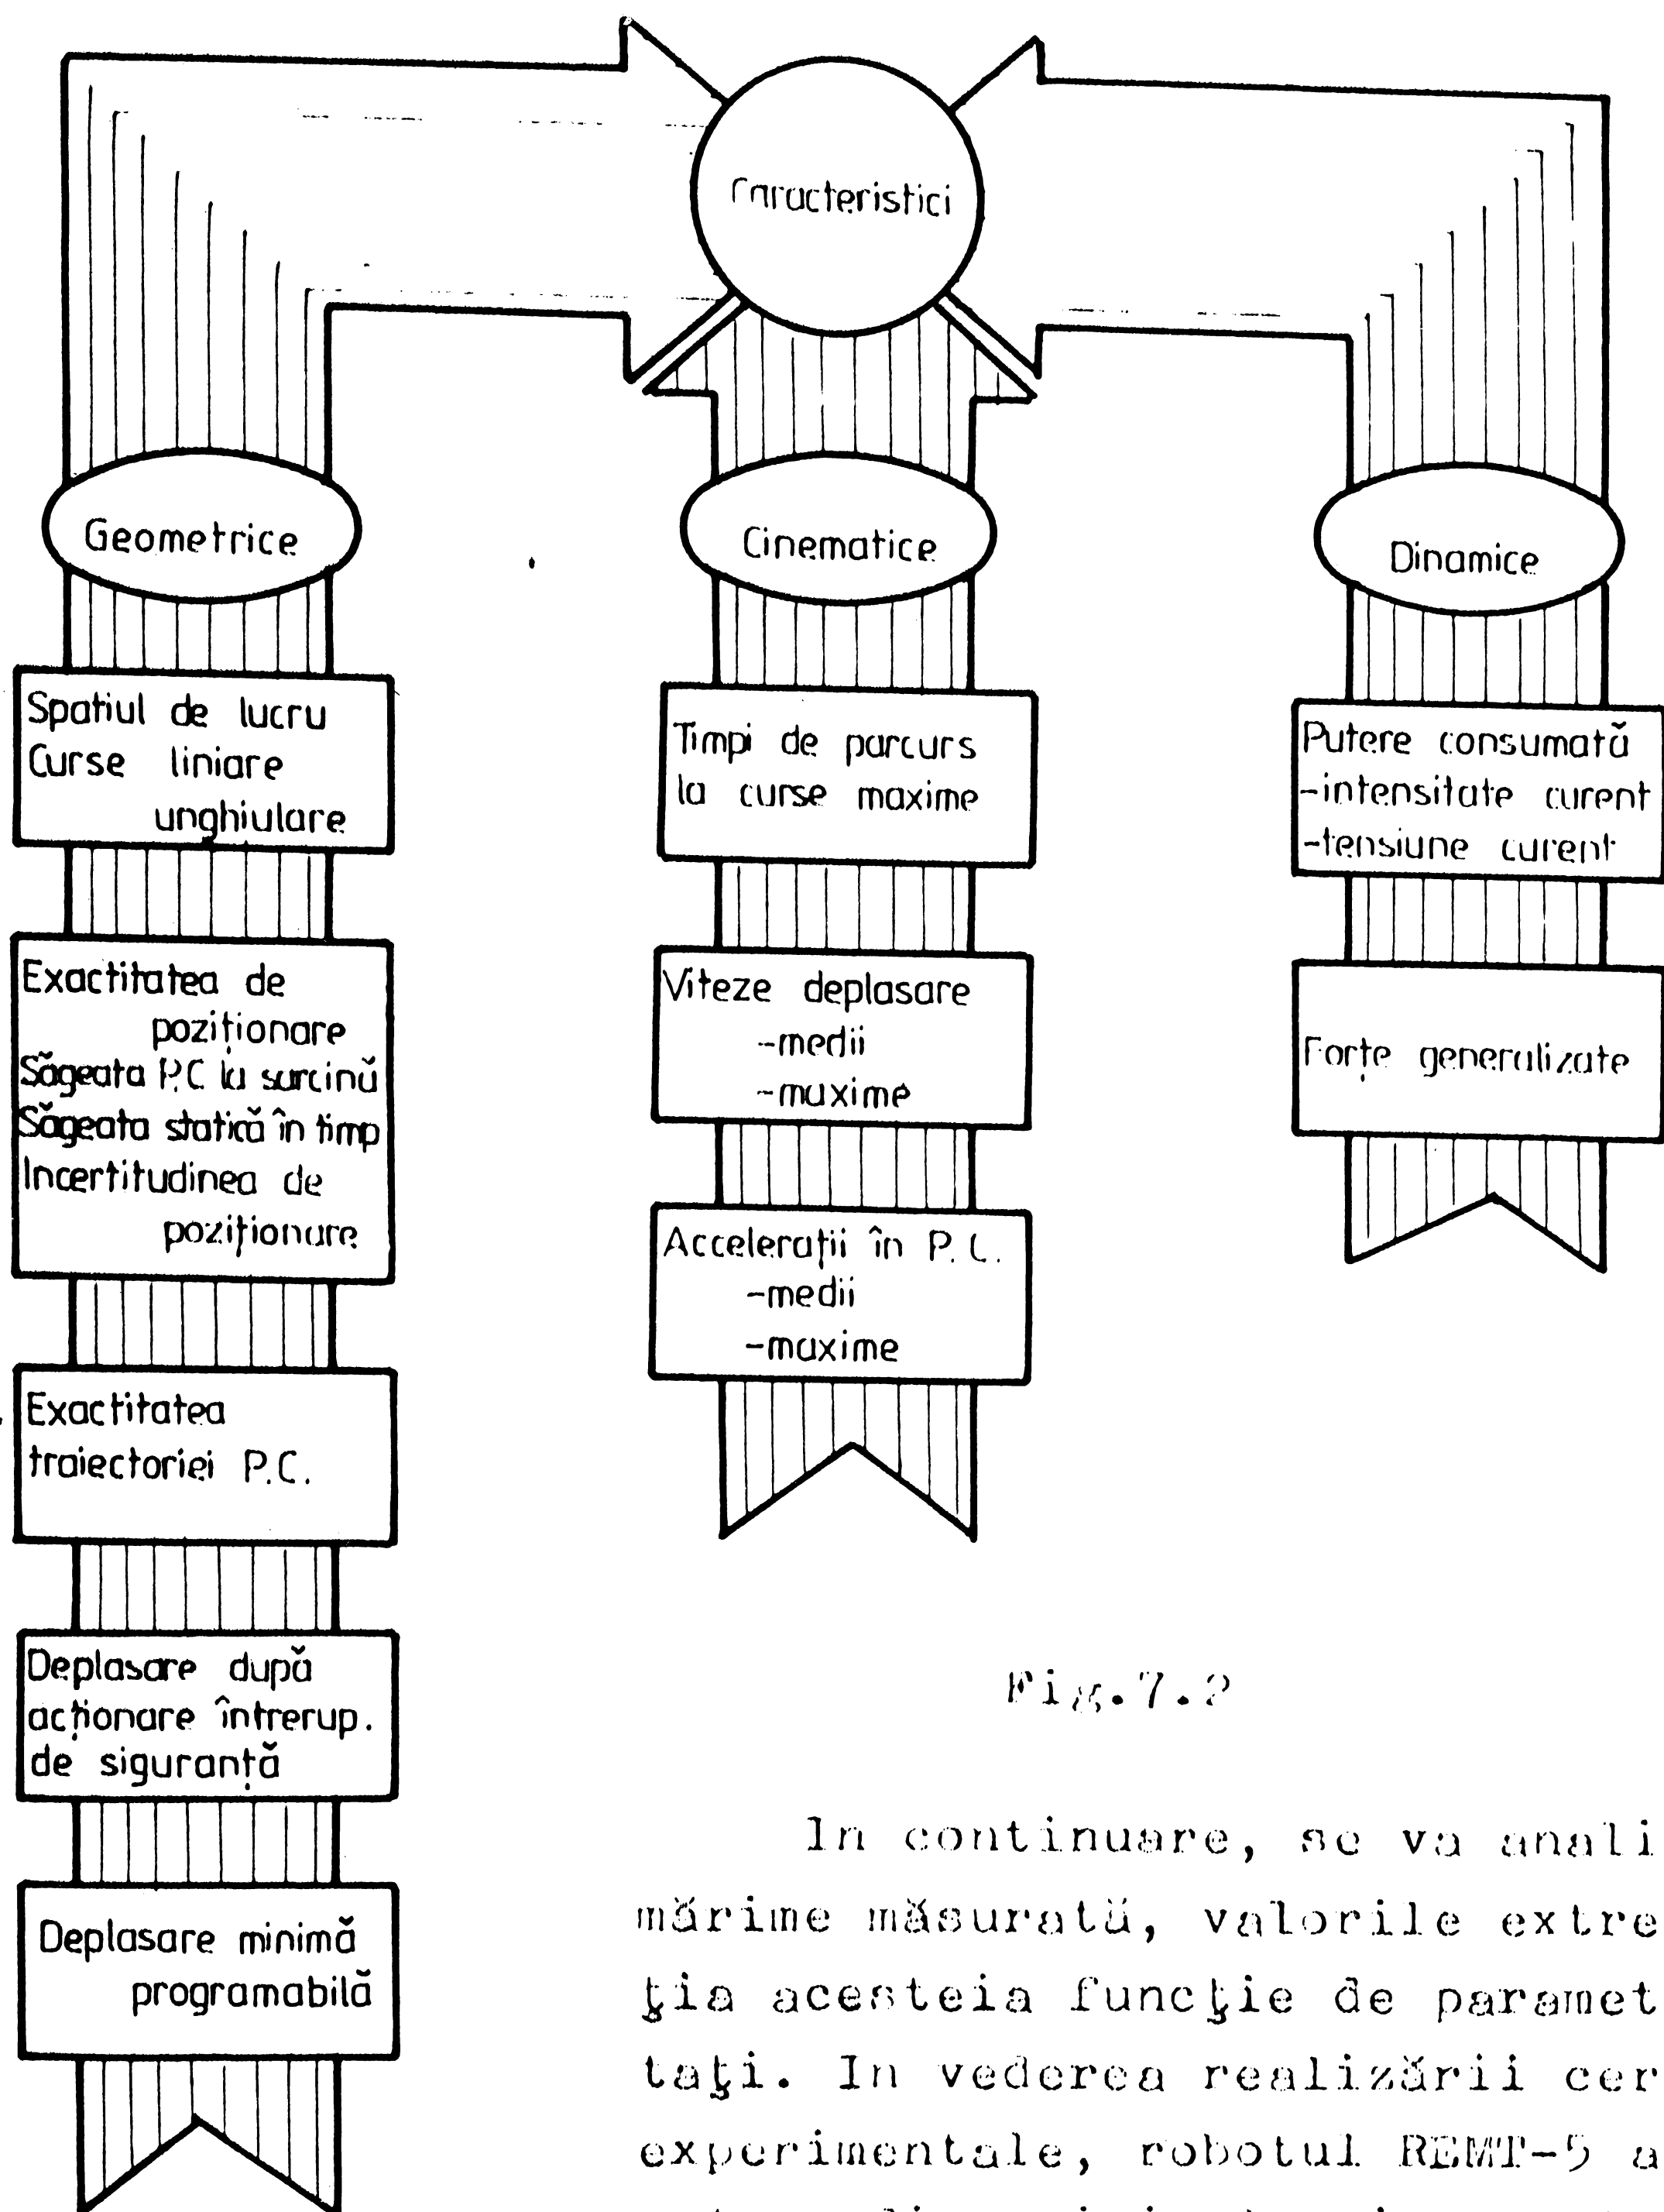 Caracteristici
Geometrice
Spatiul de lucru
Curse liniare
unghiulare
Exactitatea de
poziționare
Săgeata P.C la sarcină
Săgeata statică în timp
Incertitudinea de
poziționare
Exactitatea
traiectoriei P.C.
Deplasare după
acționare întrerup.
de siguranță
Deplasare minimă
programabilă
Cinematice
Timpi de parcurs
la curse maxime
Viteze deplasare
-medii
-maxime
Accelerații în P.C.
-medii
-maxime
Dinamice
Putere consumată
-intensitate curent
-tensiune curent
Forțe generalizate
Fig.7.2
In continuare, se va anali
mărime măsurată, valorile extre
ţia acesteia funcţie de paramet
taţi. In vederea realizării cer
experimentale, robotul REMT-5 a